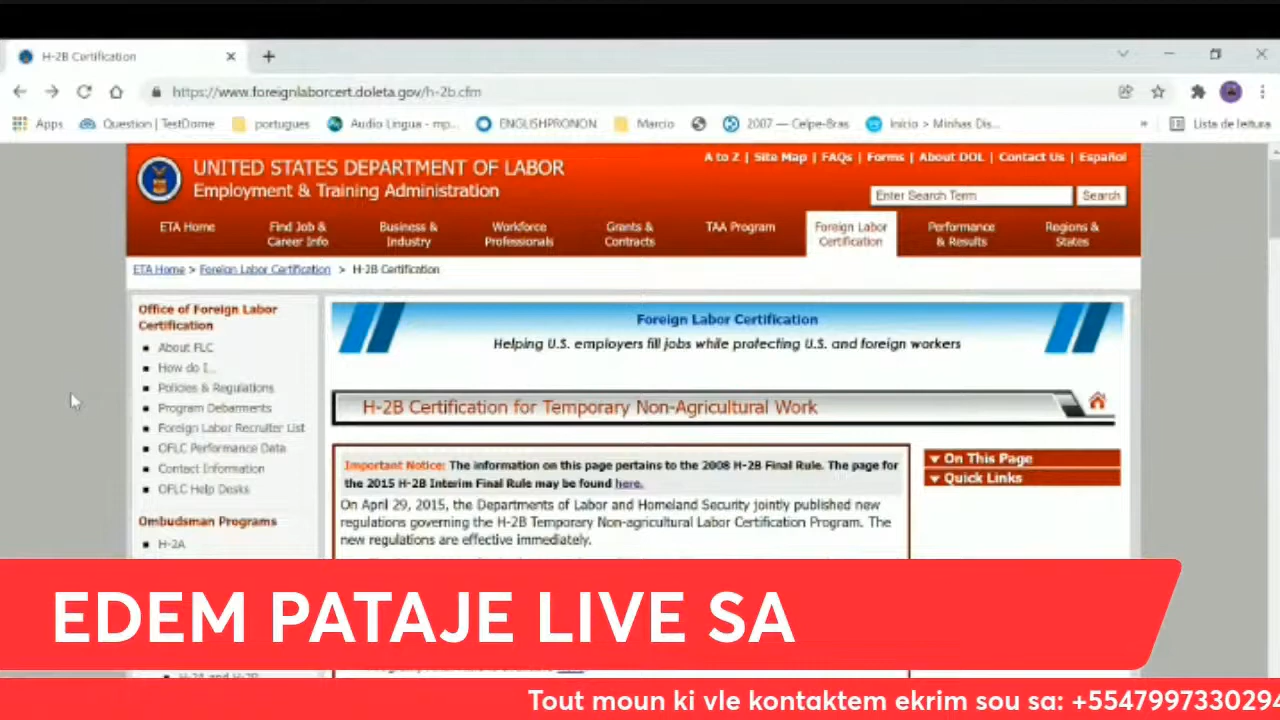 H-2B Certification
https://www.foreignlaborcert.doleta.gov/h-2b.cfm
Apps Question | TestDome portugues Audio Lingua - mp... ENGLISHPRONON Marcio 2007 — Celpe-Bras Início > Minhas Dis... » Lista de leitura
A to Z | Site Map | FAQs | Forms | About DOL | Contact Us | Español
UNITED STATES DEPARTMENT OF LABOR
Employment & Training Administration
Enter Search Term Search
ETA Home
Find Job &
Career Info
Business &
Industry
Workforce
Professionals
Grants &
Contracts
TAA Program
Foreign Labor
Certification
Performance
& Results
Regions &
States
ETA Home > Foreign Labor Certification > H-2B Certification
Office of Foreign Labor
Certification
About FLC
How do I...
Policies & Regulations
Program Debarments
Foreign Labor Recruiter List
OFLC Performance Data
Contact Information
OFLC Help Desks
Ombudsman Programs
H-2A
H-2A and H-2B
Foreign Labor Certification
Helping U.S. employers fill jobs while protecting U.S. and foreign workers
H-2B Certification for Temporary Non-Agricultural Work
Important Notice: The information on this page pertains to the 2008 H-2B Final Rule. The page for
the 2015 H-2B Interim Final Rule may be found here.
On April 29, 2015, the Departments of Labor and Homeland Security jointly published new
regulations governing the H-2B Temporary Non-agricultural Labor Certification Program. The
new regulations are effective immediately.
On This Page
Quick Links
EDEM PATAJE LIVE SA
Tout moun ki vle kontaktem ekrim sou sa: +5547997330294